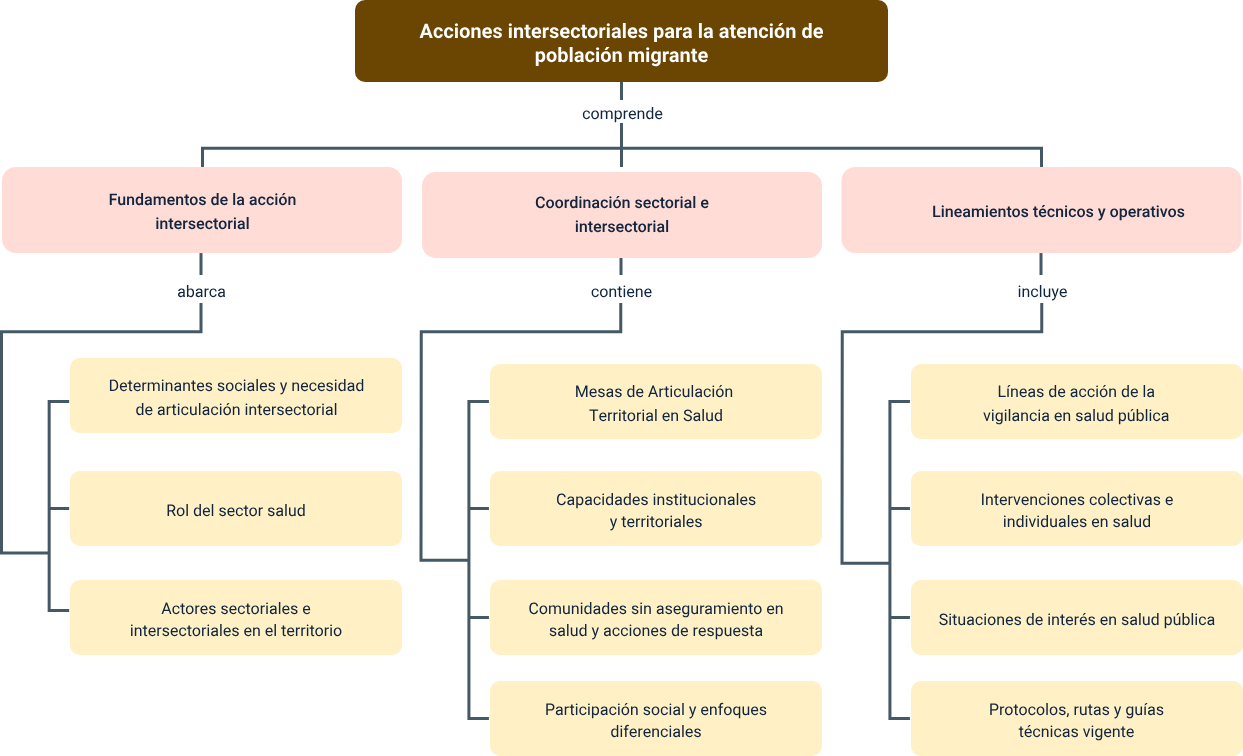 Acciones intersectoriales para la atención de
población migrante
comprende
Fundamentos de la acción
intersectorial
abarca
Determinantes sociales y necesidad
de articulación intersectorial
Rol del sector salud
Actores sectoriales e
intersectoriales en el territorio
Coordinación sectorial e
intersectorial
contiene
Mesas de Articulación
Territorial en Salud
Capacidades institucionales
y territoriales
Comunidades sin aseguramiento en
salud y acciones de respuesta
Participación social y enfoques
diferenciales
Lineamientos técnicos y operativos
incluye
Líneas de acción de la
vigilancia en salud pública
Intervenciones colectivas e
individuales en salud
Situaciones de interés en salud pública
Protocolos, rutas y guías
técnicas vigente